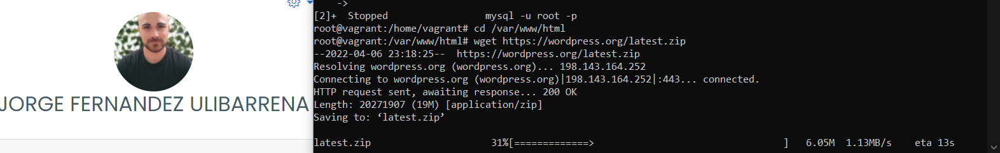 JORGE FERNANDEZ ULIBARRENA
->
[2]+  Stopped                 mysql -u root -p
root@vagrant:/home/vagrant# cd /var/www/html
root@vagrant:/var/www/html# wget https://wordpress.org/latest.zip
--2022-04-06 23:18:25--  https://wordpress.org/latest.zip
Resolving wordpress.org (wordpress.org)... 198.143.164.252
Connecting to wordpress.org (wordpress.org)|198.143.164.252|:443... connected.
HTTP request sent, awaiting response... 200 OK
Length: 20271907 (19M) [application/zip]
Saving to: ‘latest.zip’
latest.zip                     31%[=============>                                 ]   6.05M  1.13MB/s    eta 13s